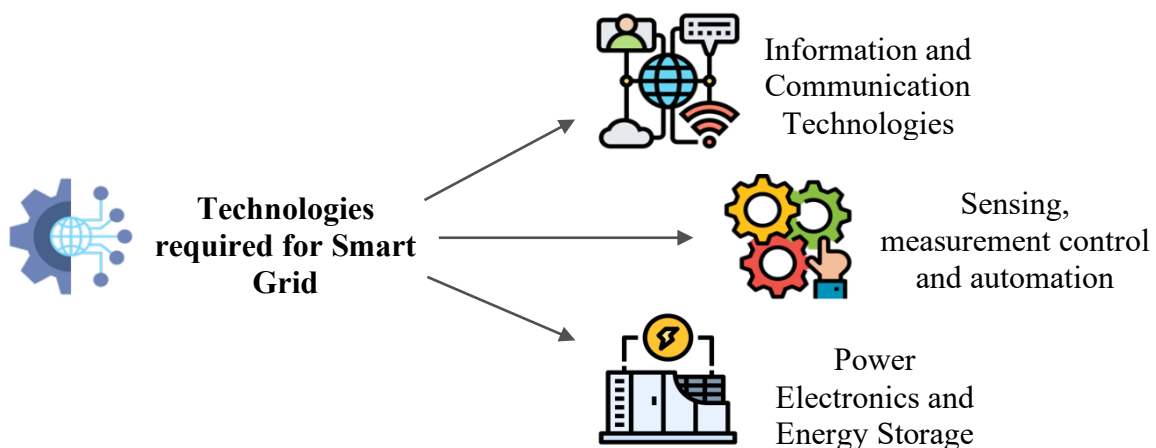 Technologies
required for Smart
Grid
Information and
Communication
Technologies
Sensing,
measurement control
and automation
Power
Electronics and
Energy Storage